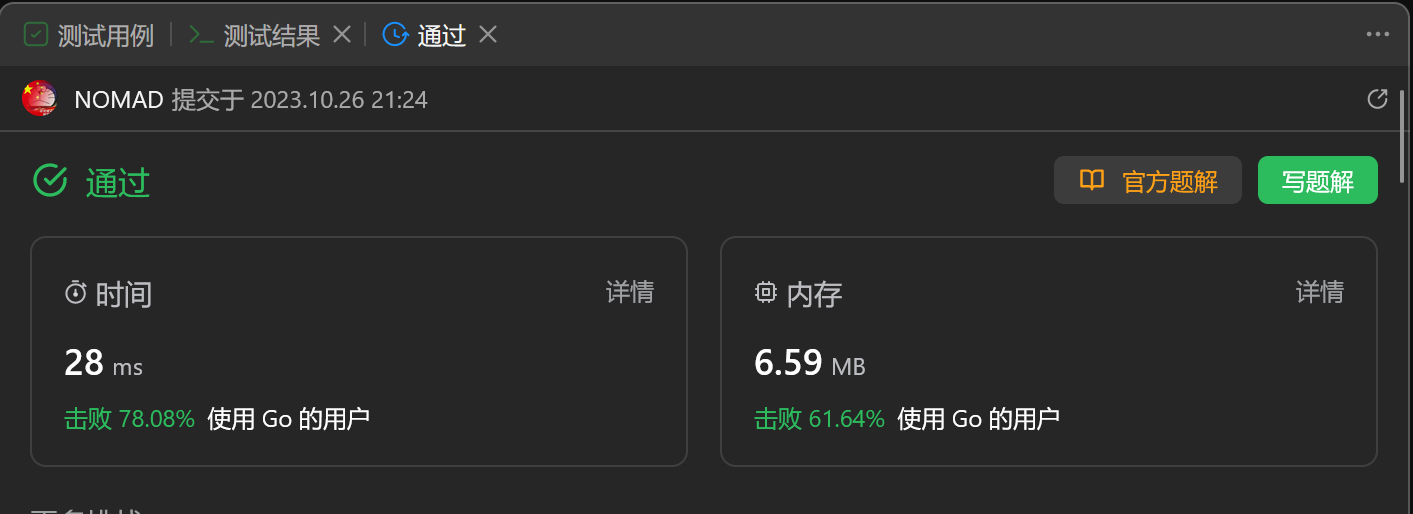 测试用例 测试结果 通过
NOMAD 提交于 2023.10.26 21:24
通过 官方题解 写题解
时间 详情 内存 详情
28 ms 6.59 MB
击败 78.08% 使用 Go 的用户 击败 61.64% 使用 Go 的用户